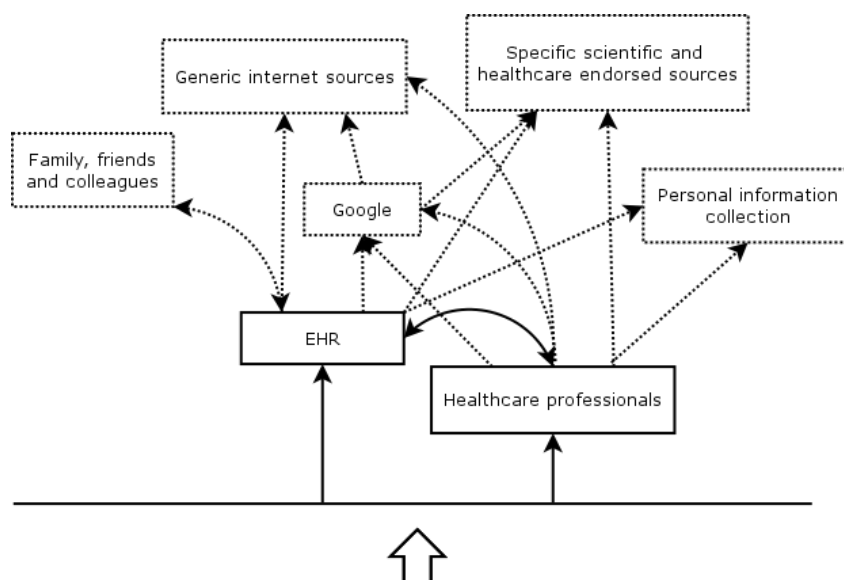 Generic internet sources
Specific scientific and
healthcare endorsed sources
Family, friends
and colleagues
Google
Personal information
collection
EHR
Healthcare professionals